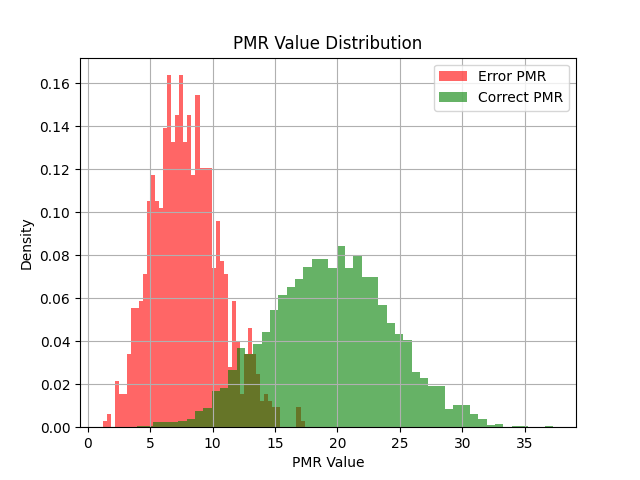 PMR Value Distribution
Error PMR
Correct PMR
0.16
0.14
0.12
0.10
0.08
0.06
0.04
0.02
0.00
Density
0 5 10 15 20 25 30 35
PMR Value